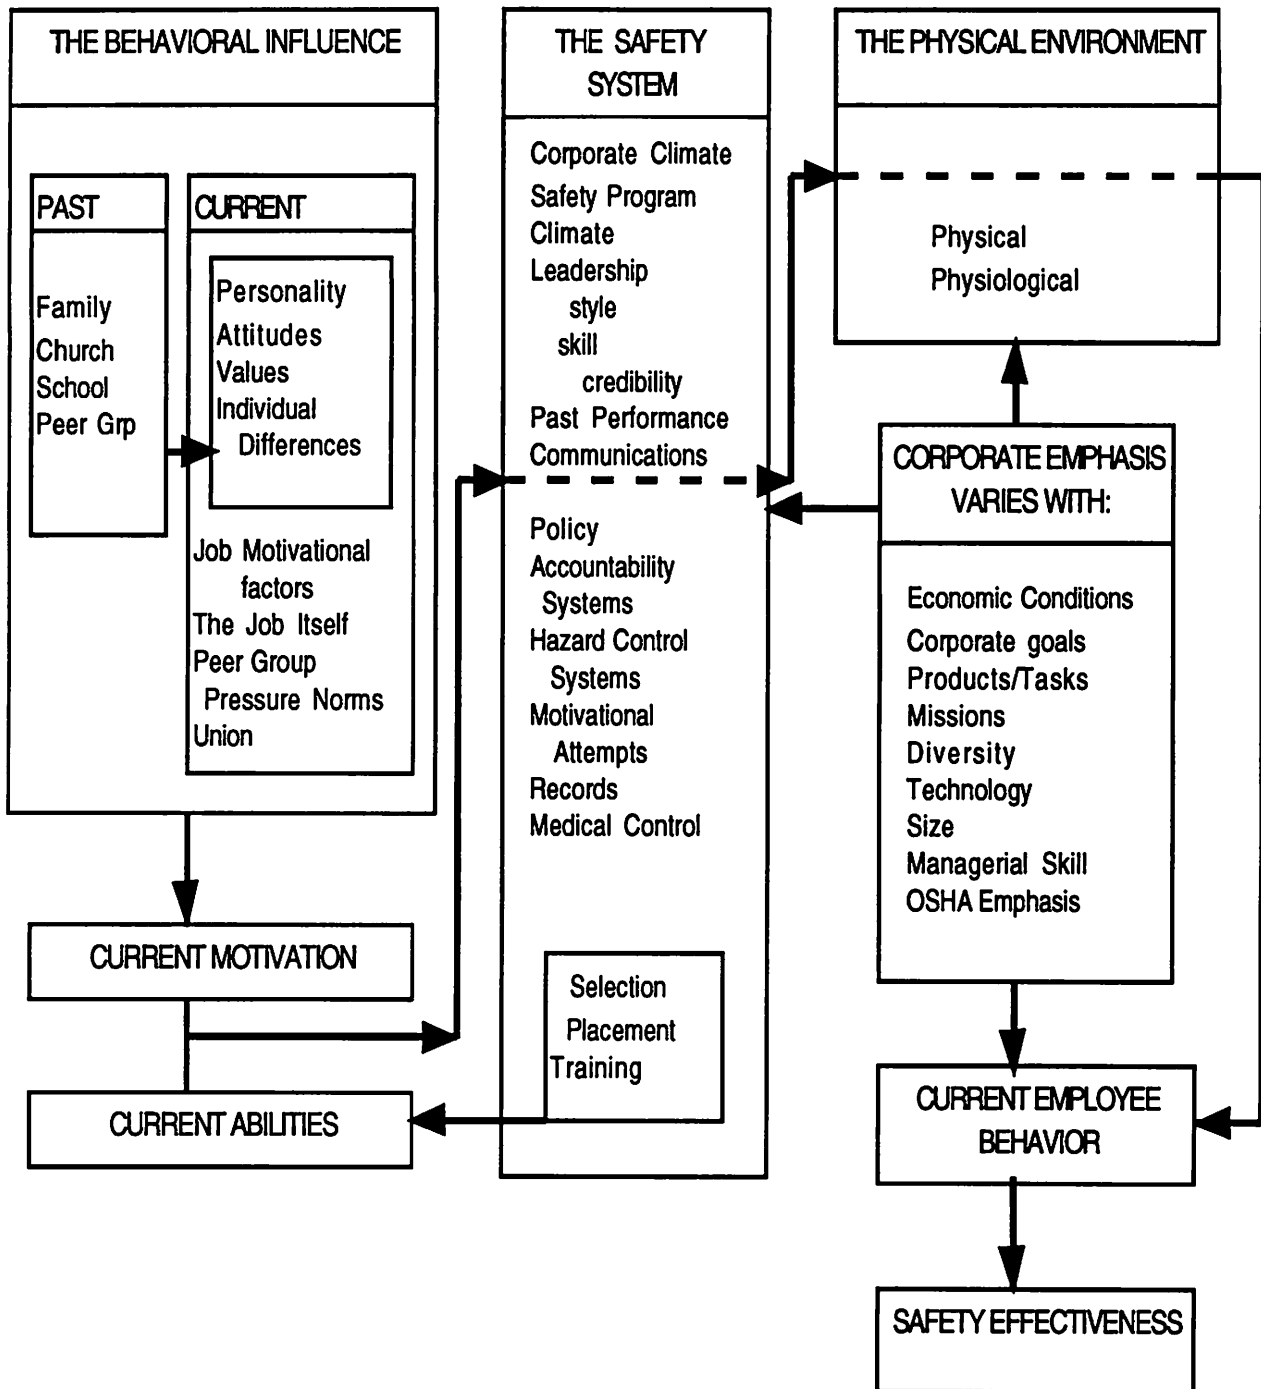 THE BEHAVIORAL INFLUENCE
PAST
Family
Church
School
Peer Grp
CURRENT
Personality
Attitudes
Values
Individual
Differences
Job Motivational
factors
The Job Itself
Peer Group
Pressure Norms
Union
CURRENT MOTIVATION
CURRENT ABILITIES
THE SAFETY
SYSTEM
Corporate Climate
Safety Program
Climate
Leadership
style
skill
credibility
Past Performance
Communications
Policy
Accountability
Systems
Hazard Control
Systems
Motivational
Attempts
Records
Medical Control
Selection
Placement
Training
THE PHYSICAL ENVIRONMENT
Physical
Physiological
CORPORATE EMPHASIS
VARIES WITH:
Economic Conditions
Corporate goals
Products/Tasks
Missions
Diversity
Technology
Size
Managerial Skill
OSHA Emphasis
CURRENT EMPLOYEE
BEHAVIOR
SAFETY EFFECTIVENESS